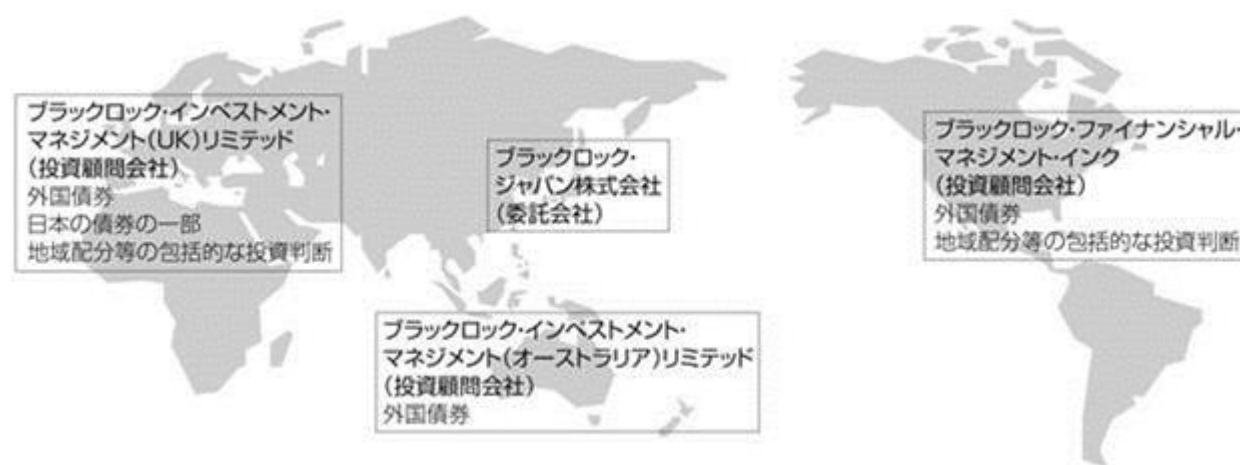 ブラックロック・インベストメント・
マネジメント(UK)リミテッド
(投資顧問会社)
外国債券
日本の債券の一部
地域配分等の包括的な投資判断
ブラックロック・
ジャパン株式会社
(委託会社)
ブラックロック・インベストメント・
マネジメント(オーストラリア)リミテッド
(投資顧問会社)
外国債券
ブラックロック・ファイナンシャル・
マネジメント・インク
(投資顧問会社)
外国債券
地域配分等の包括的な投資判断